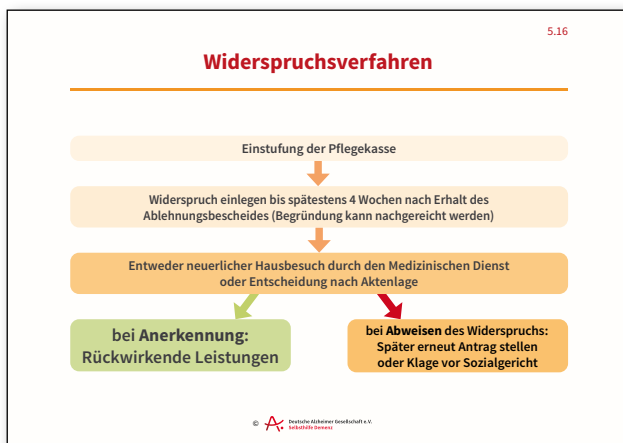 5.16
Widerspruchsverfahren
Einstufung der Pflegekasse
Widerspruch einlegen bis spätestens 4 Wochen nach Erhalt des
Ablehnungsbescheides (Begründung kann nachgereicht werden)
Entweder neuerlicher Hausbesuch durch den Medizinischen Dienst
oder Entscheidung nach Aktenlage
bei Anerkennung:
Rückwirkende Leistungen
bei Abweisen des Widerspruchs:
Später erneut Antrag stellen
oder Klage vor Sozialgericht
© Deutsche Alzheimer Gesellschaft e.V.
Selbsthilfe Demenz